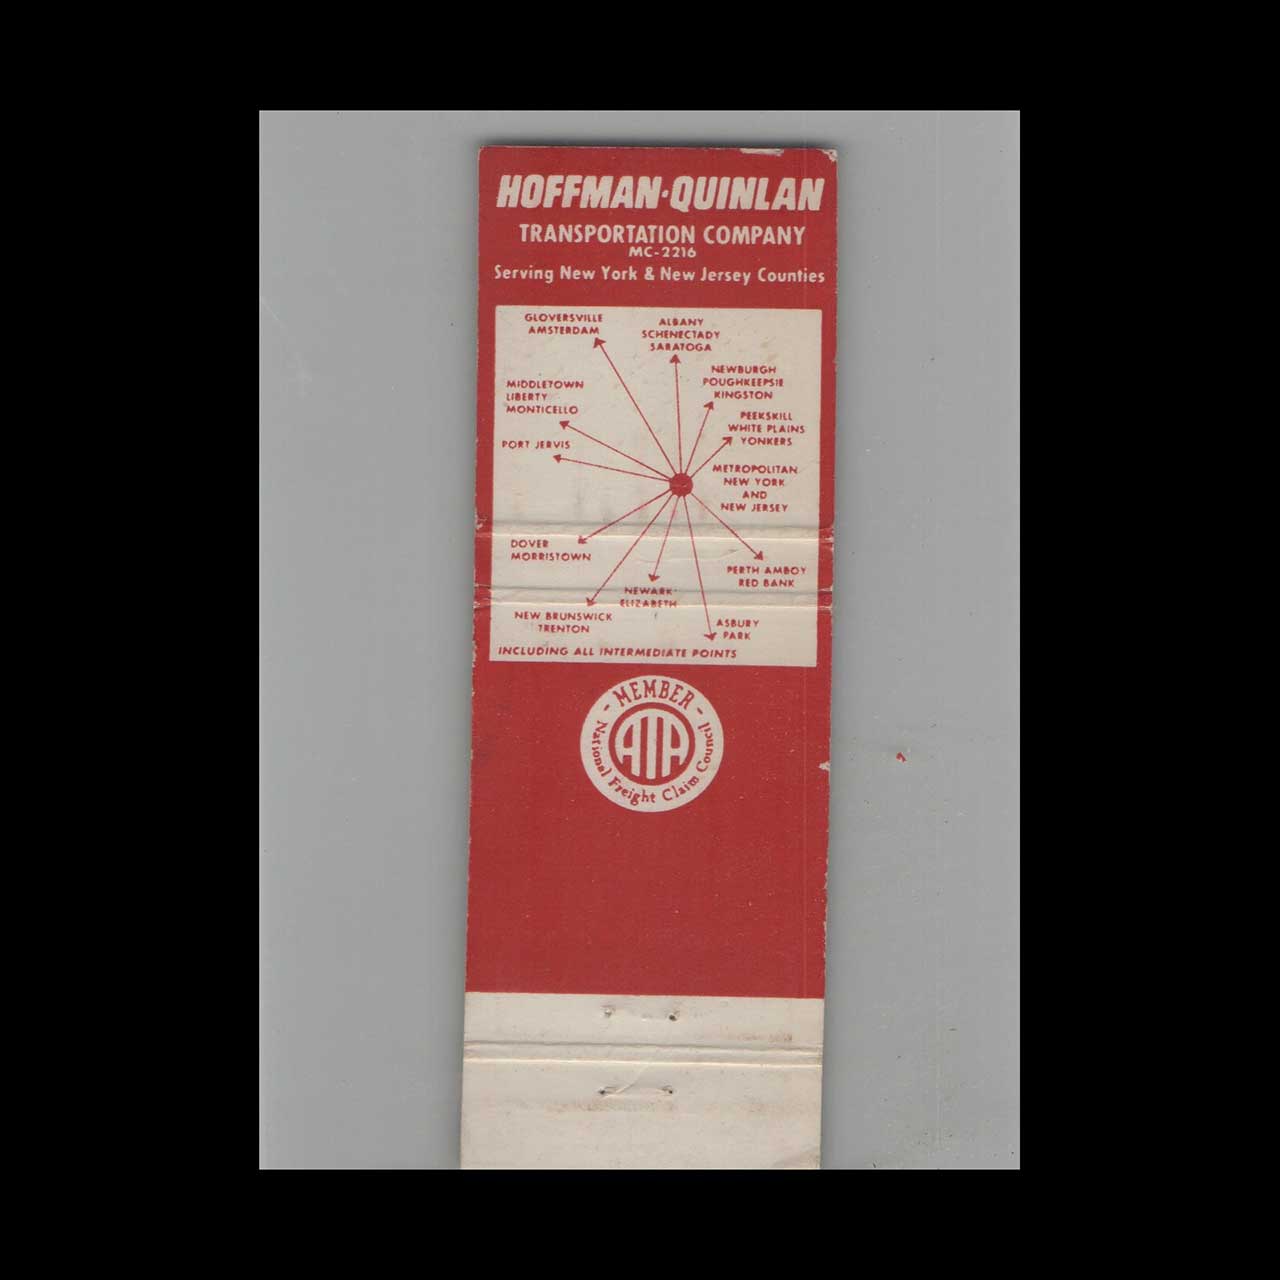 HOFFMAN·QUINLAN
TRANSPORTATION COMPANY
MC-2216
Serving New York & New Jersey Counties
GLOVERSVILLE
AMSTERDAM
ALBANY
SCHENECTADY
SARATOGA
NEWBURGH
POUGHKEEPSIE
KINGSTON
MIDDLETOWN
LIBERTY
MONTICELLO
PEEKSKILL
WHITE PLAINS
YONKERS
PORT JERVIS
METROPOLITAN
NEW YORK
AND
NEW JERSEY
DOVER
MORRISTOWN
PERTH AMBOY
RED BANK
NEWARK
ELIZABETH
NEW BRUNSWICK
TRENTON
ASBURY
PARK
INCLUDING ALL INTERMEDIATE POINTS
- MEMBER -
ATA
National Freight Claim Council